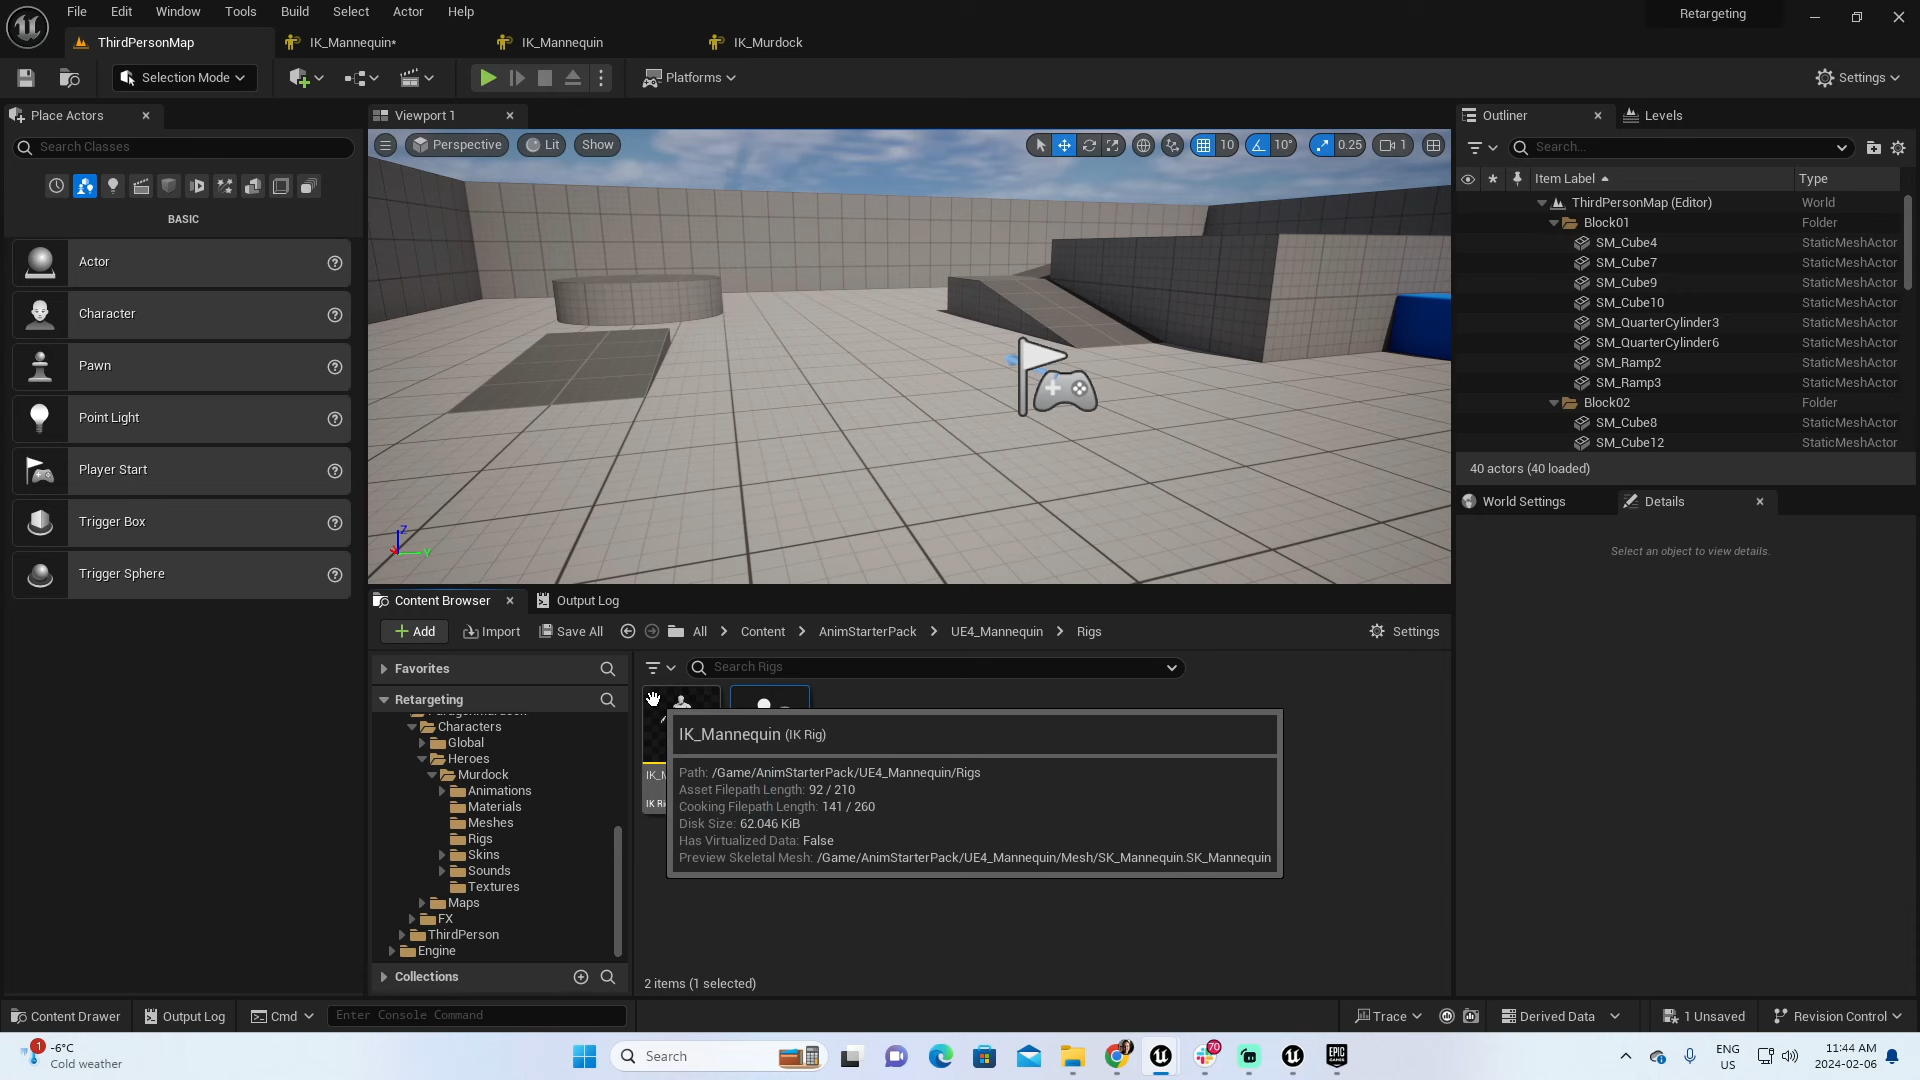 File Edit Window Tools Build Select Actor Help
Retargeting
ThirdPersonMap
IK_Mannequin*
IK_Mannequin
IK_Murdock
Selection Mode
Platforms
Settings
Place Actors
Viewport 1
Outliner
Levels
Search Classes
Perspective
Lit
Show
10
10°
0.25
1
Search...
Item Label
Type
BASIC
Actor
Character
Pawn
Point Light
Player Start
Trigger Box
Trigger Sphere
Z
Y
ThirdPersonMap (Editor) World
Block01 Folder
SM_Cube4 StaticMeshActor
SM_Cube7 StaticMeshActor
SM_Cube9 StaticMeshActor
SM_Cube10 StaticMeshActor
SM_QuarterCylinder3 StaticMeshActor
SM_QuarterCylinder6 StaticMeshActor
SM_Ramp2 StaticMeshActor
SM_Ramp3 StaticMeshActor
Block02 Folder
SM_Cube8 StaticMeshActor
SM_Cube12 StaticMeshActor
40 actors (40 loaded)
World Settings
Details
Select an object to view details.
Content Browser
Output Log
Add
Import
Save All
All > Content > AnimStarterPack > UE4_Mannequin > Rigs
Settings
Favorites
Search Rigs
Retargeting
Characters
Global
Heroes
Murdock
Animations
Materials
Meshes
Rigs
Skins
Sounds
Textures
Maps
FX
ThirdPerson
Engine
Collections
IK_Mannequin (IK Rig)
Path: /Game/AnimStarterPack/UE4_Mannequin/Rigs
Asset Filepath Length: 92 / 210
Cooking Filepath Length: 141 / 260
Disk Size: 62.046 KiB
Has Virtualized Data: False
Preview Skeletal Mesh: /Game/AnimStarterPack/UE4_Mannequin/Mesh/SK_Mannequin.SK_Mannequin
2 items (1 selected)
Content Drawer
Output Log
Cmd
Enter Console Command
Trace
Derived Data
1 Unsaved
Revision Control
1
-6°C
Cold weather
Search
70
EPIC
GAMES
ENG
US
11:44 AM
2024-02-06